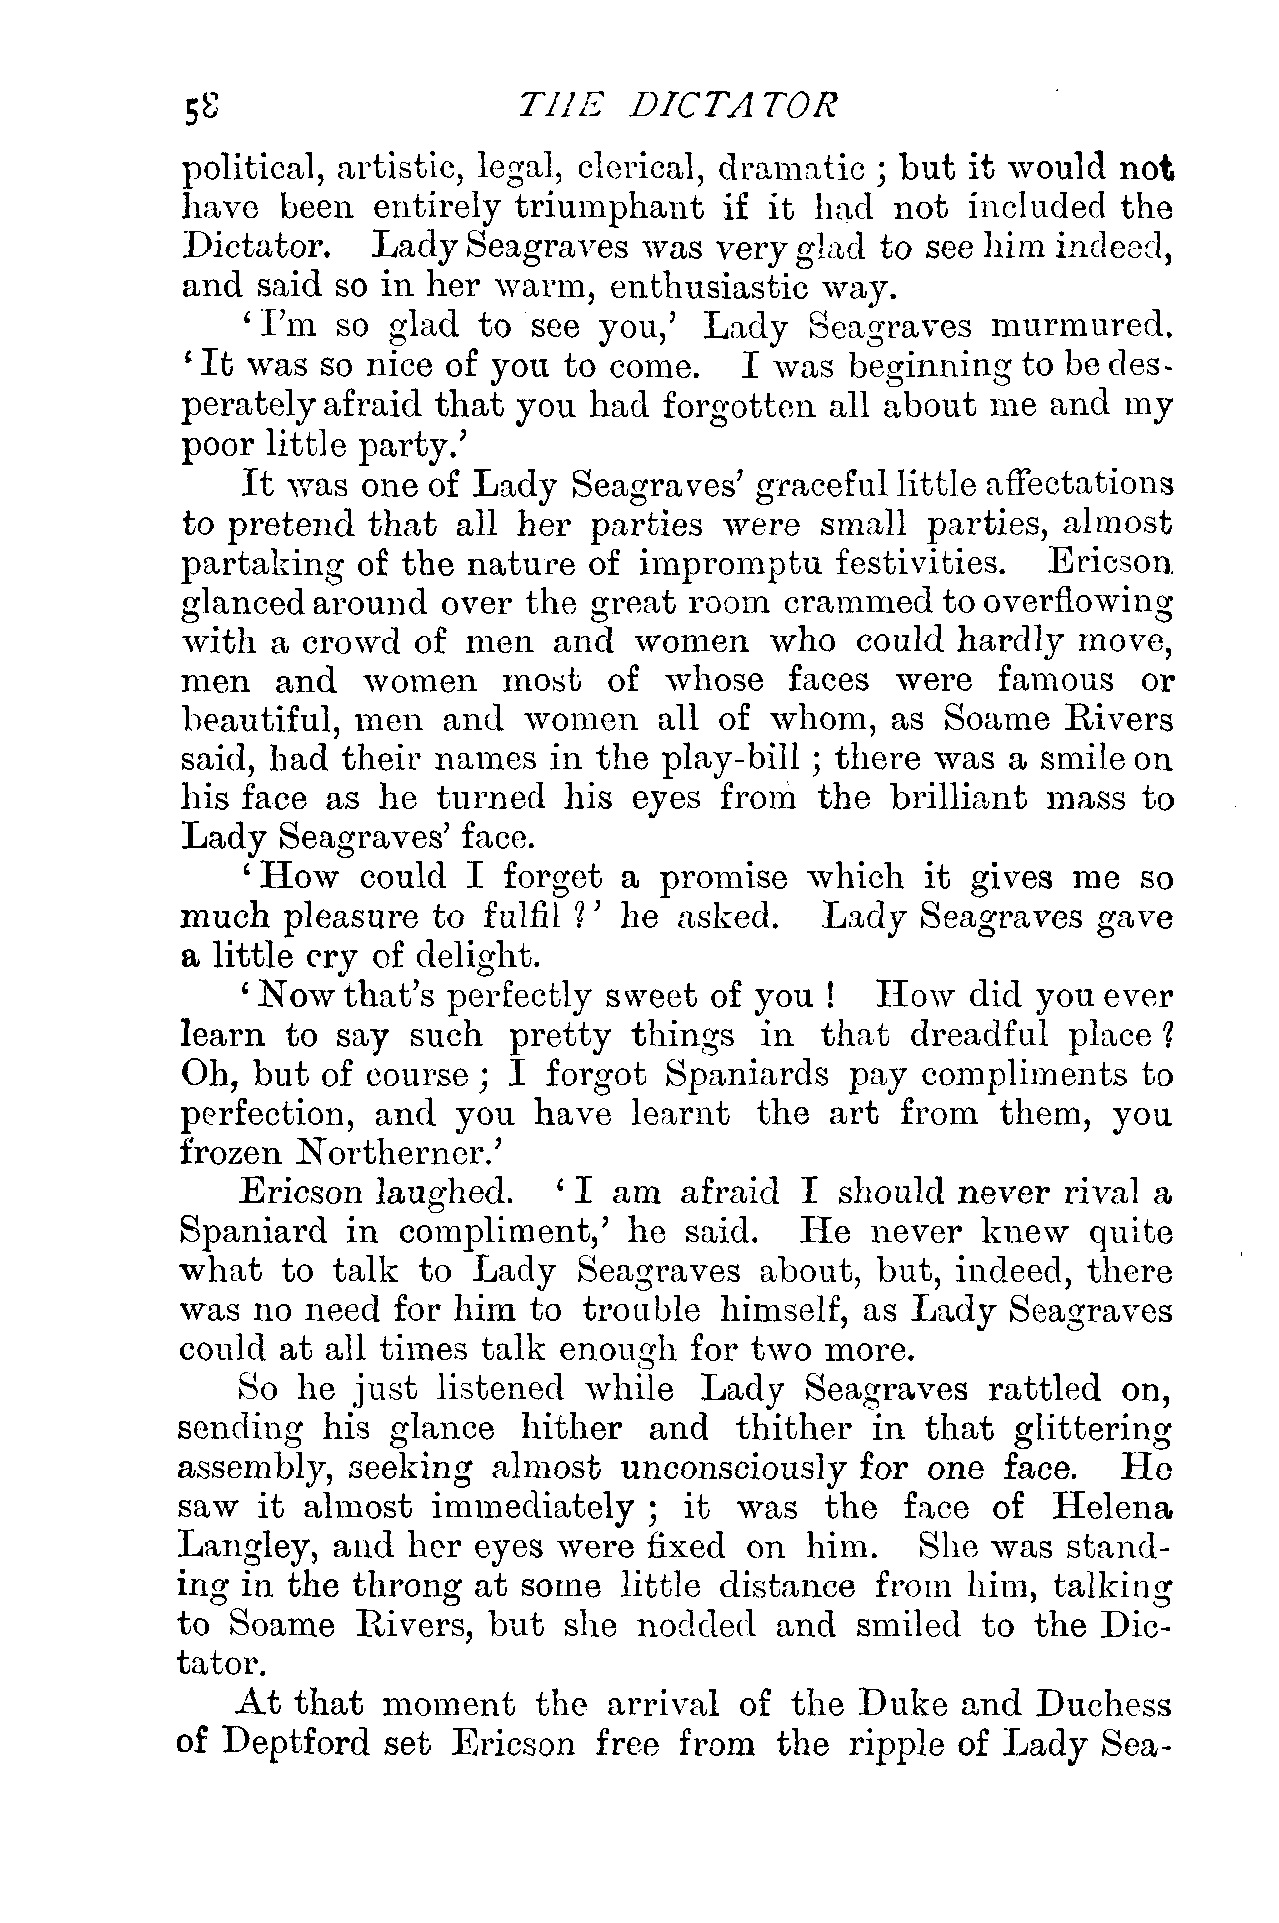 58 THE DICTATOR
political, artistic, legal, clerical, dramatic ; but it would not
have been entirely triumphant if it had not included the
Dictator. Lady Seagraves was very glad to see him indeed,
and said so in her warm, enthusiastic way.
‘I’m so glad to see you,’ Lady Seagraves murmured.
‘It was so nice of you to come. I was beginning to be des-
perately afraid that you had forgotten all about me and my
poor little party.’
It was one of Lady Seagraves’ graceful little affectations
to pretend that all her parties were small parties, almost
partaking of the nature of impromptu festivities. Ericson
glanced around over the great room crammed to overflowing
with a crowd of men and women who could hardly move,
men and women most of whose faces were famous or
beautiful, men and women all of whom, as Soame Rivers
said, had their names in the play-bill ; there was a smile on
his face as he turned his eyes from the brilliant mass to
Lady Seagraves’ face.
‘How could I forget a promise which it gives me so
much pleasure to fulfil ?’ he asked. Lady Seagraves gave
a little cry of delight.
‘Now that’s perfectly sweet of you ! How did you ever
learn to say such pretty things in that dreadful place ?
Oh, but of course ; I forgot Spaniards pay compliments to
perfection, and you have learnt the art from them, you
frozen Northerner.’
Ericson laughed. ‘I am afraid I should never rival a
Spaniard in compliment,’ he said. He never knew quite
what to talk to Lady Seagraves about, but, indeed, there
was no need for him to trouble himself, as Lady Seagraves
could at all times talk enough for two more.
So he just listened while Lady Seagraves rattled on,
sending his glance hither and thither in that glittering
assembly, seeking almost unconsciously for one face. He
saw it almost immediately ; it was the face of Helena
Langley, and her eyes were fixed on him. She was stand-
ing in the throng at some little distance from him, talking
to Soame Rivers, but she nodded and smiled to the Dic-
tator.
At that moment the arrival of the Duke and Duchess
of Deptford set Ericson free from the ripple of Lady Sea-